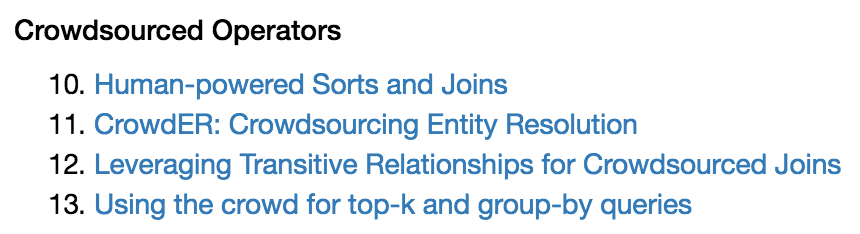 Crowdsourced Operators
10. Human-powered Sorts and Joins
11. CrowdER: Crowdsourcing Entity Resolution
12. Leveraging Transitive Relationships for Crowdsourced Joins
13. Using the crowd for top-k and group-by queries